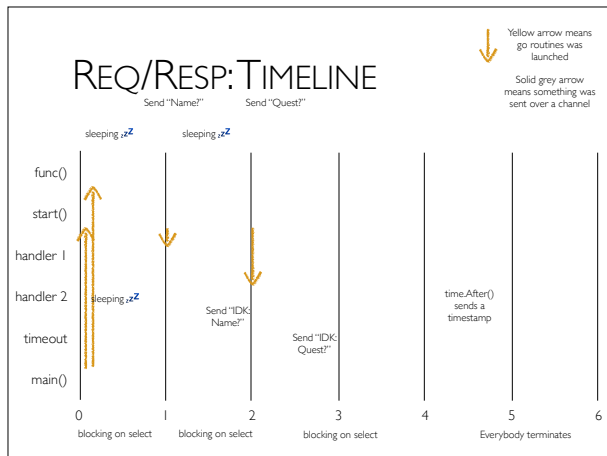 Yellow arrow means
go routines was
launched
Solid grey arrow
means something was
sent over a channel
REQ/RESP: TIMELINE
Send "Name?"
Send "Quest?"
sleeping zzZ
sleeping zzZ
func()
start()
handler 1
handler 2
sleeping zzZ
time.After()
sends a
timestamp
Send "IDK:
Name?"
timeout
Send "IDK:
Quest?"
main()
0
1
2
3
4
5
6
blocking on select
blocking on select
blocking on select
Everybody terminates